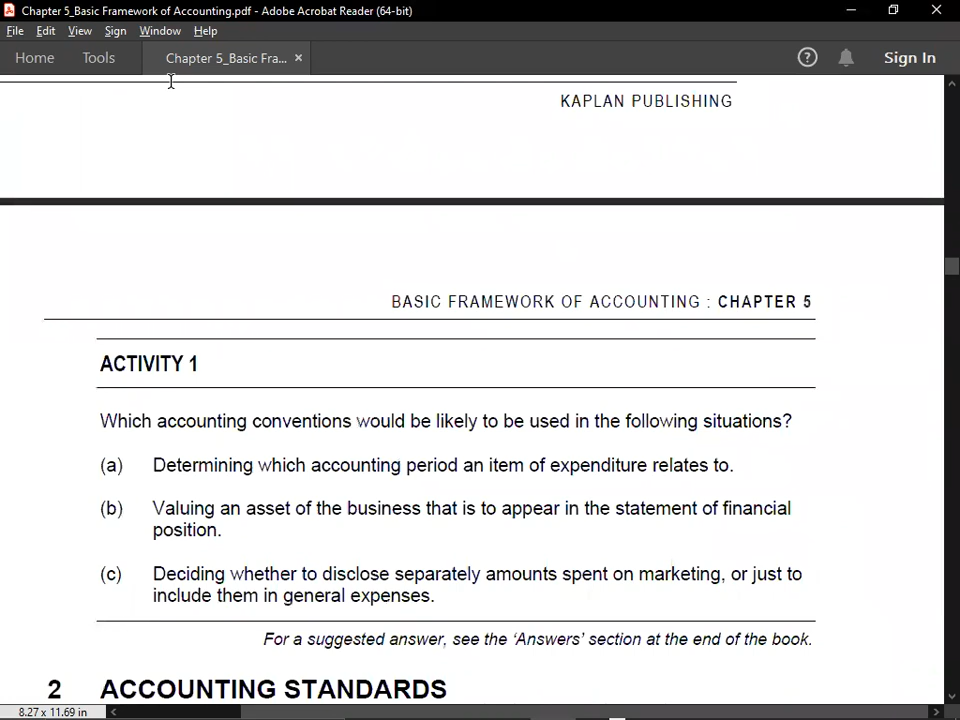 Chapter 5_Basic Framework of Accounting.pdf - Adobe Acrobat Reader (64-bit)
File Edit View Sign Window Help
Home Tools Chapter 5_Basic Fra... × Sign In
KAPLAN PUBLISHING
BASIC FRAMEWORK OF ACCOUNTING : CHAPTER 5
ACTIVITY 1
Which accounting conventions would be likely to be used in the following situations?
(a) Determining which accounting period an item of expenditure relates to.
(b) Valuing an asset of the business that is to appear in the statement of financial
position.
(c) Deciding whether to disclose separately amounts spent on marketing, or just to
include them in general expenses.
For a suggested answer, see the ‘Answers’ section at the end of the book.
2 ACCOUNTING STANDARDS
8.27 x 11.69 in